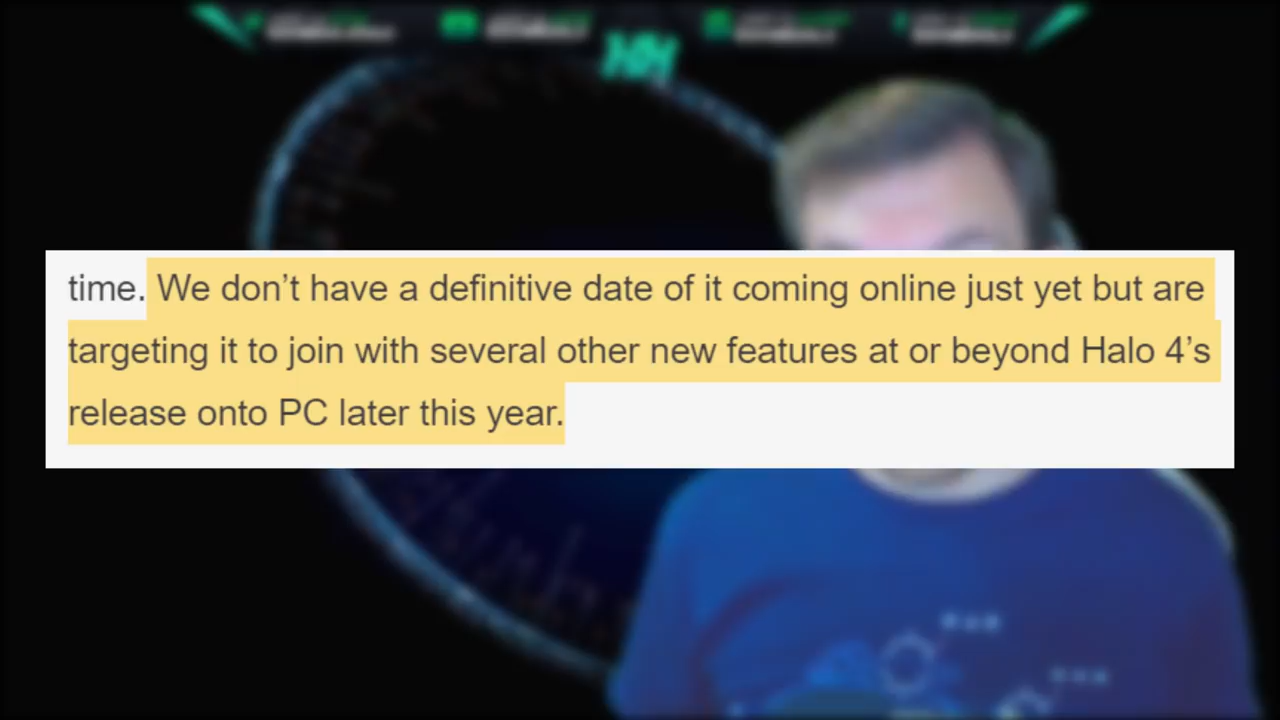 HH
time. We don’t have a definitive date of it coming online just yet but are
targeting it to join with several other new features at or beyond Halo 4’s
release onto PC later this year.